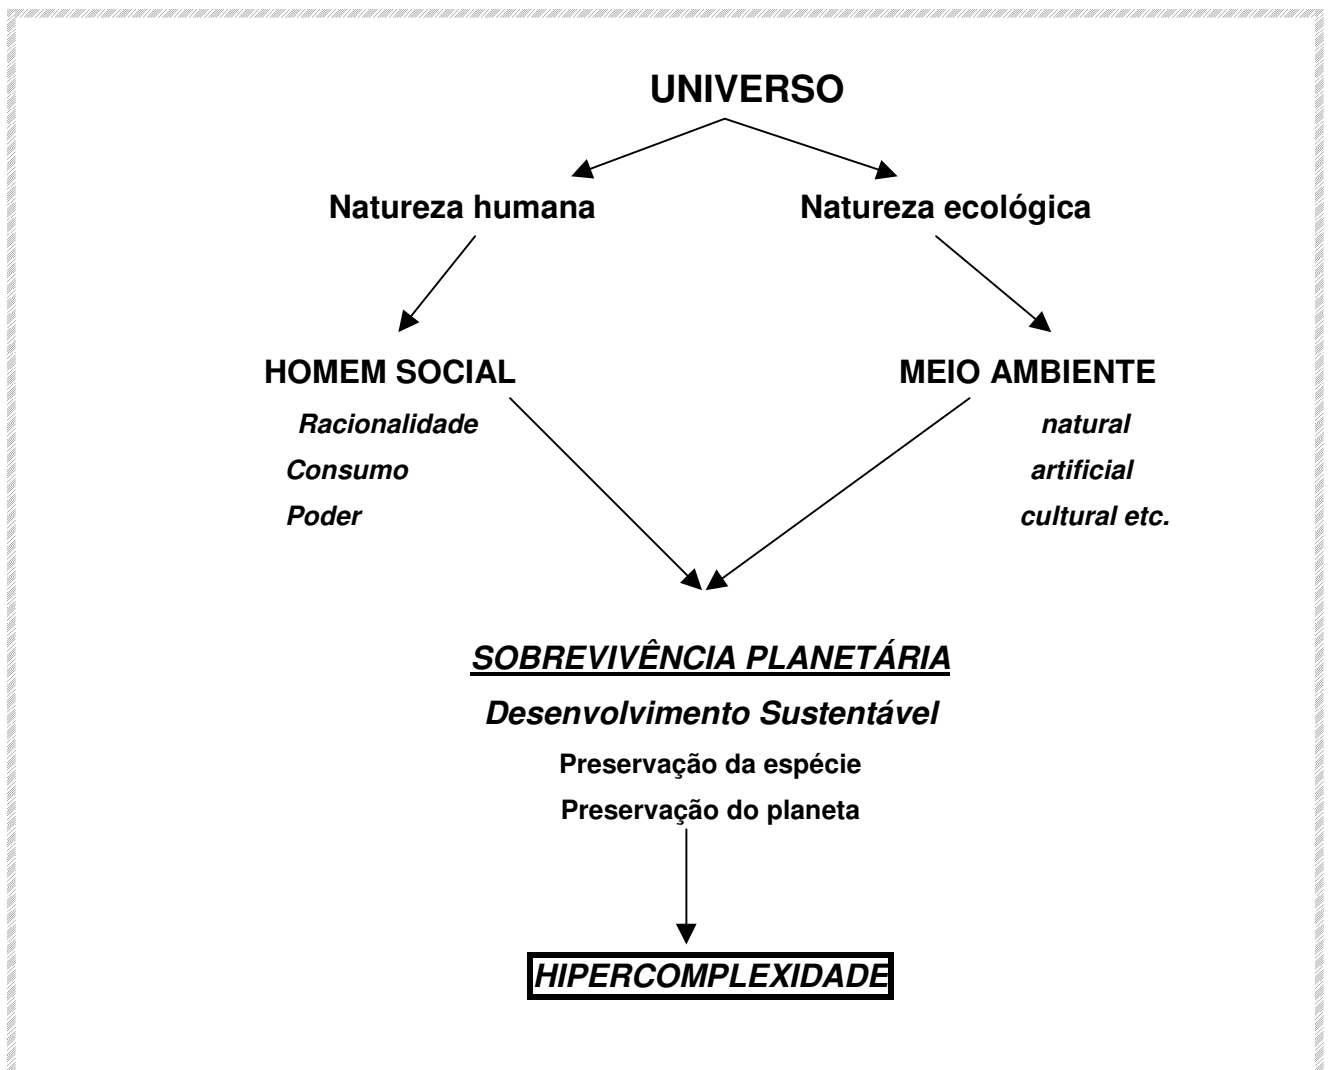 UNIVERSO
Natureza humana
Natureza ecológica
HOMEM SOCIAL
MEIO AMBIENTE
Racionalidade
natural
Consumo
artificial
Poder
cultural etc.
SOBREVIVÊNCIA PLANETÁRIA
Desenvolvimento Sustentável
Preservação da espécie
Preservação do planeta
HIPERCOMPLEXIDADE